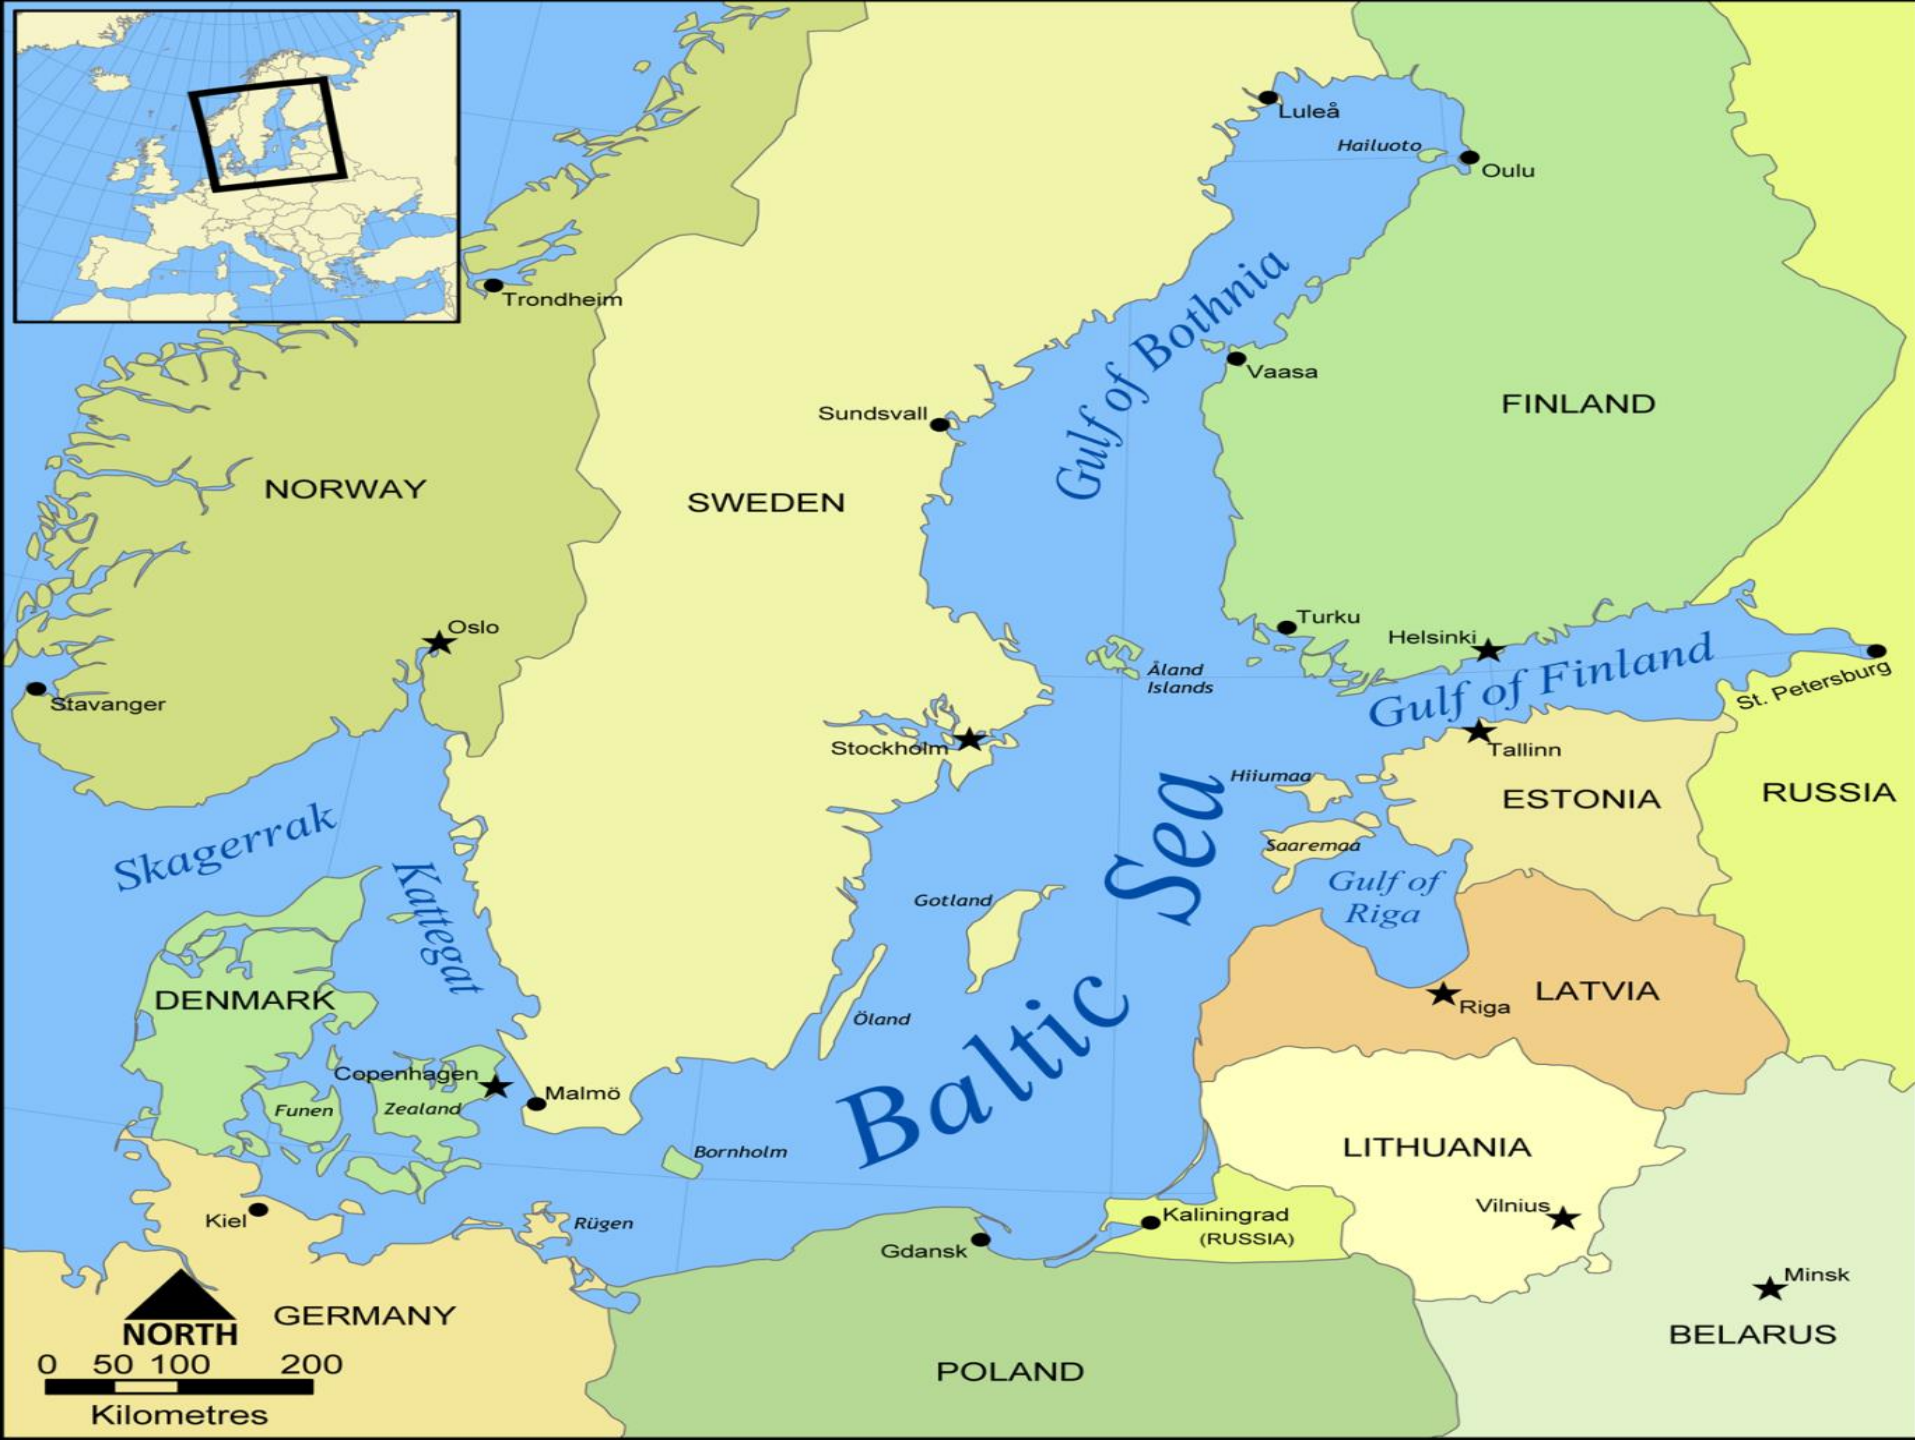 Luleå
Hailuoto
Oulu
Trondheim
Gulf of Bothnia
Vaasa
FINLAND
Sundsvall
NORWAY
SWEDEN
Turku
Oslo
Helsinki
Åland
Islands
Gulf of Finland
St. Petersburg
Stavanger
Stockholm
Tallinn
Hiiumaa
ESTONIA
RUSSIA
Skagerrak
Kattegat
Saaremaa
Gulf of
Riga
Gotland
Baltic Sea
DENMARK
Öland
Riga
LATVIA
Copenhagen
Malmö
Funen
Zealand
Bornholm
LITHUANIA
Vilnius
Kiel
Rügen
Kaliningrad
(RUSSIA)
Gdansk
Minsk
GERMANY
NORTH
BELARUS
POLAND
0 50 100 200
Kilometres